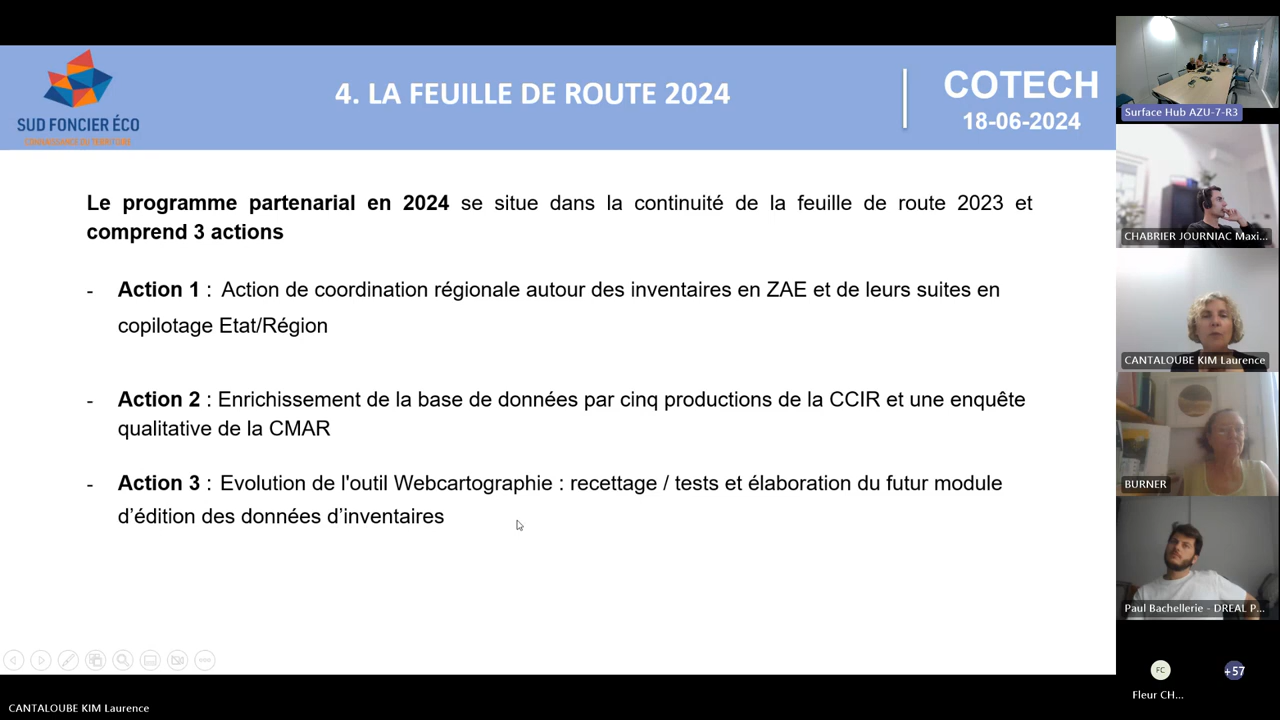 SUD FONCIER ÉCO
CONNAISSANCE DU TERRITOIRE
4. LA FEUILLE DE ROUTE 2024
COTECH
18-06-2024
Le programme partenarial en 2024 se situe dans la continuité de la feuille de route 2023 et
comprend 3 actions
- Action 1 : Action de coordination régionale autour des inventaires en ZAE et de leurs suites en
copilotage Etat/Région
- Action 2 : Enrichissement de la base de données par cinq productions de la CCIR et une enquête
qualitative de la CMAR
- Action 3 : Evolution de l'outil Webcartographie : recettage / tests et élaboration du futur module
d’édition des données d’inventaires
Surface Hub AZU-7-R3
CHABRIER JOURNIAC Maxi...
CANTALOUBE KIM Laurence
BURNER
Paul Bachellerie - DREAL P...
FC
Fleur CH...
+57
CANTALOUBE KIM Laurence